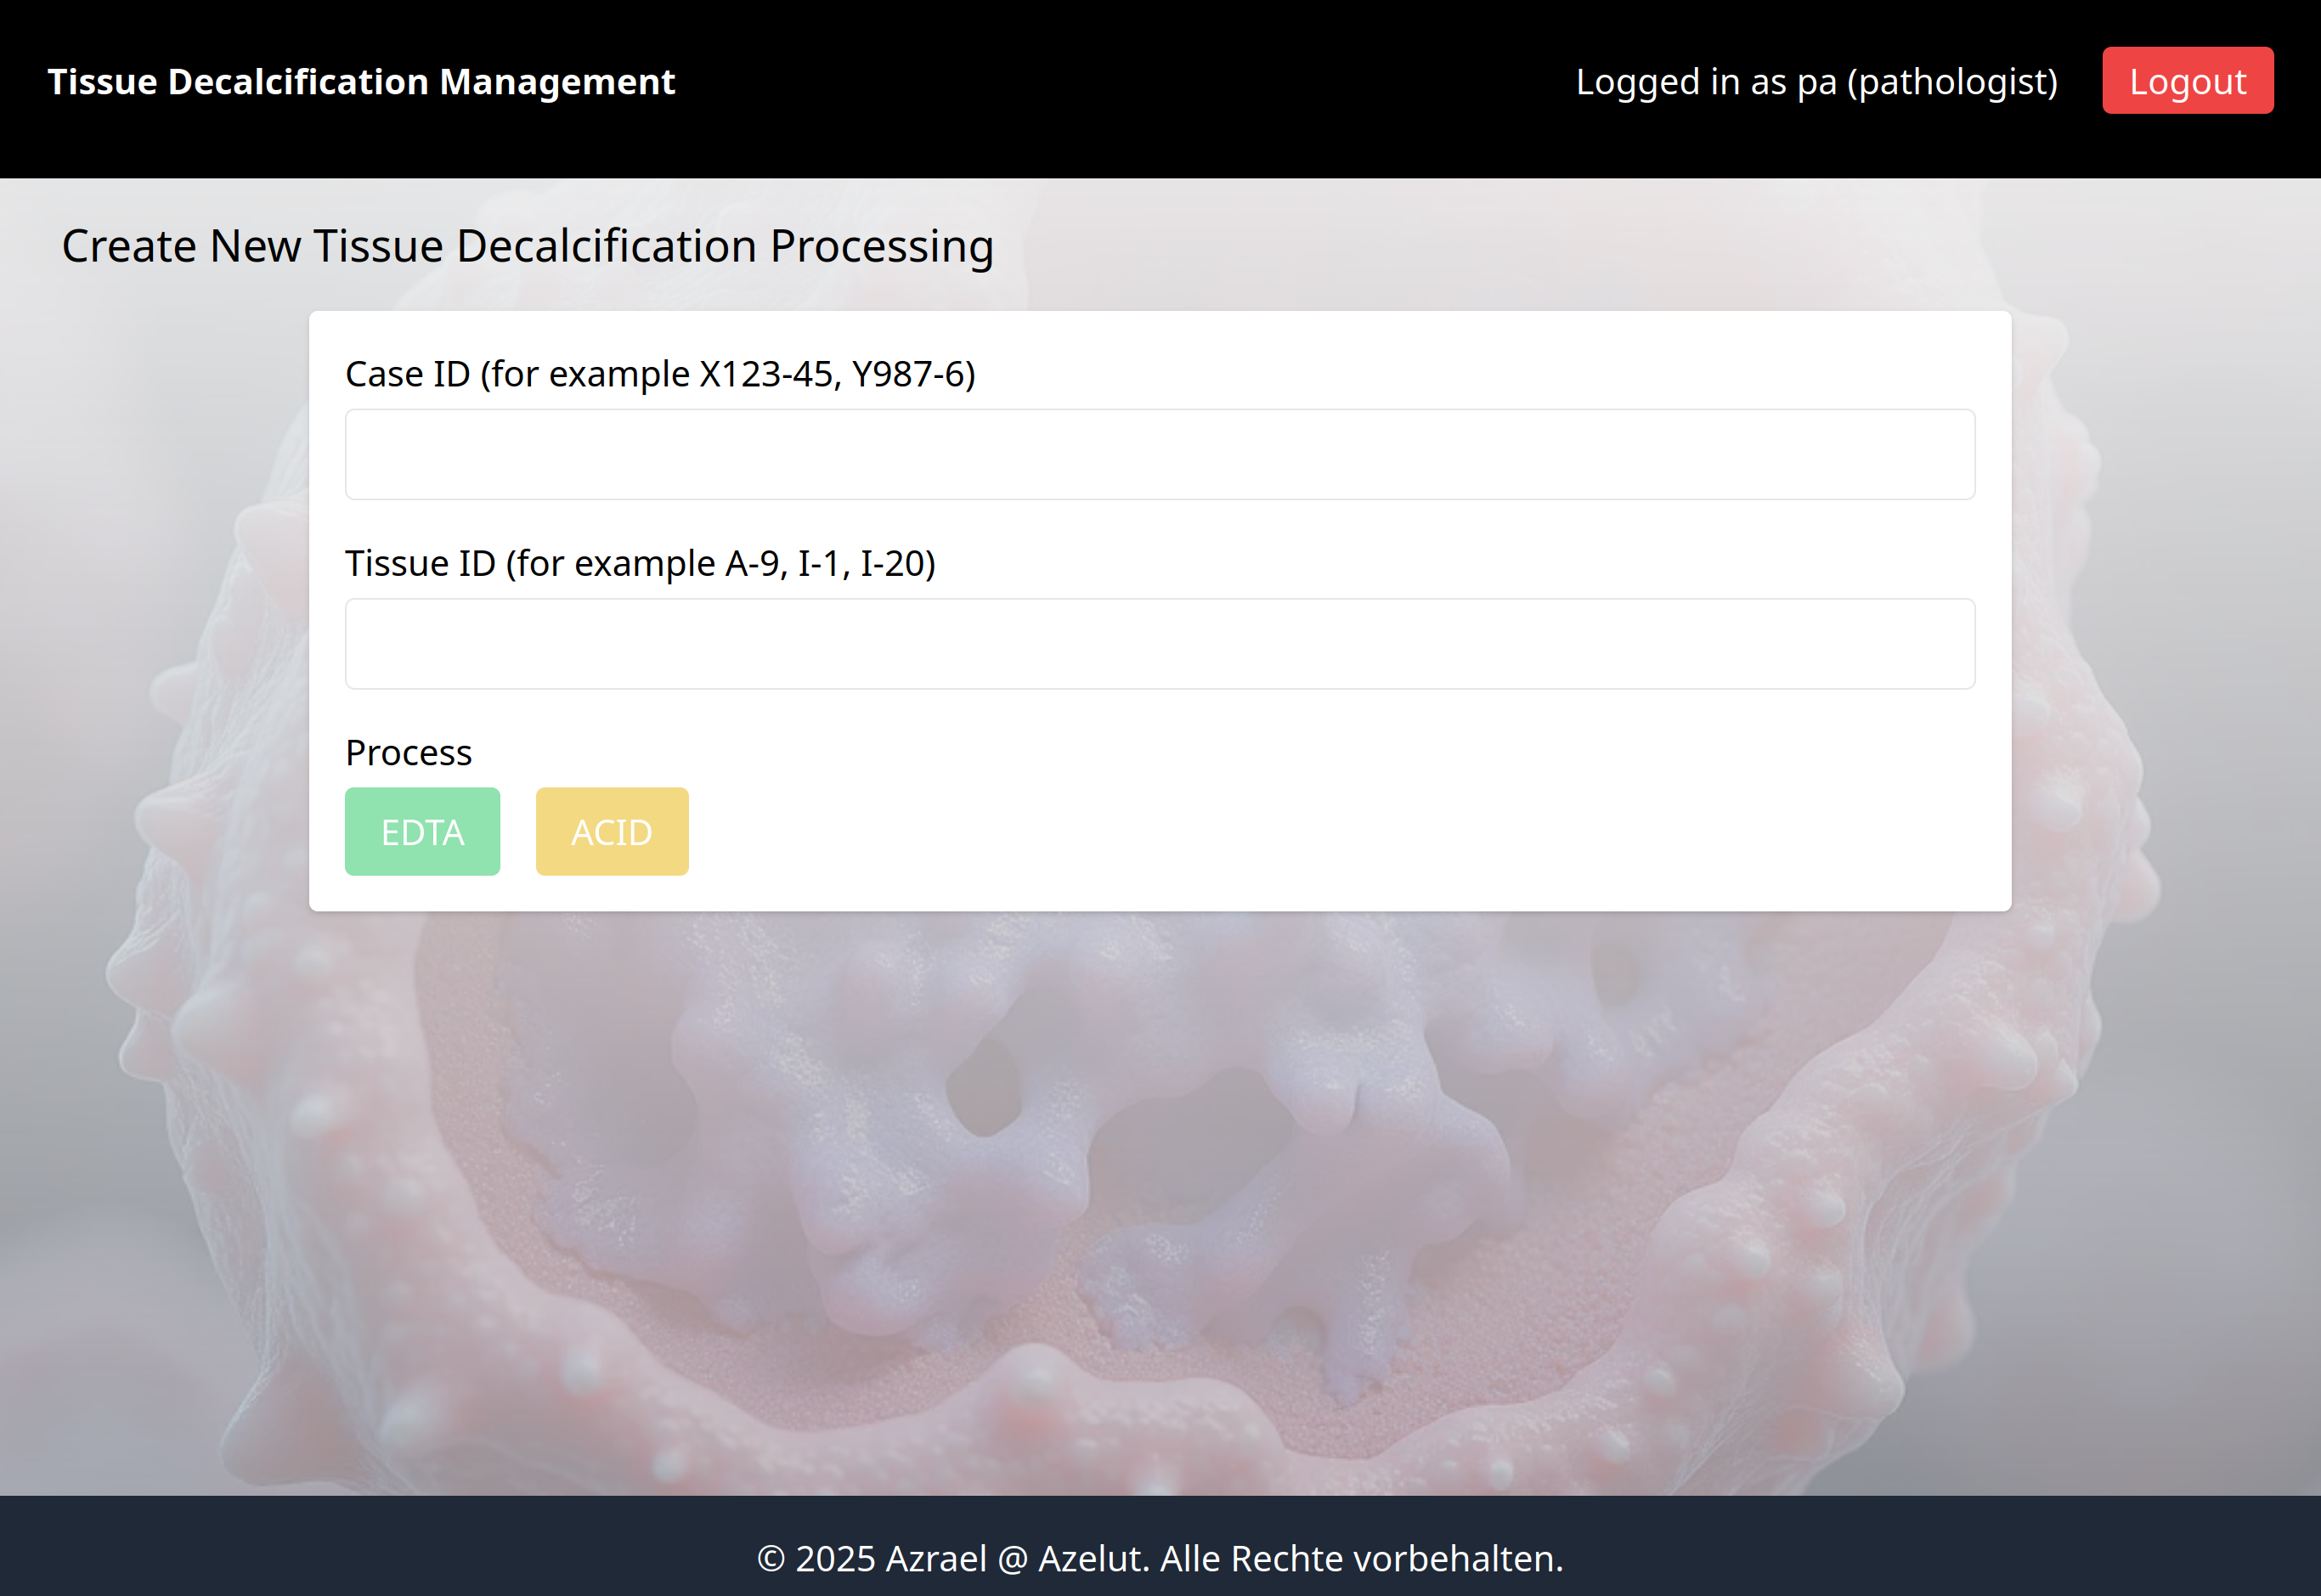 Tissue Decalcification Management
Logged in as pa (pathologist)
Logout
Create New Tissue Decalcification Processing
Case ID (for example X123-45, Y987-6)
Tissue ID (for example A-9, I-1, I-20)
Process
EDTA
ACID
© 2025 Azrael @ Azelut. Alle Rechte vorbehalten.